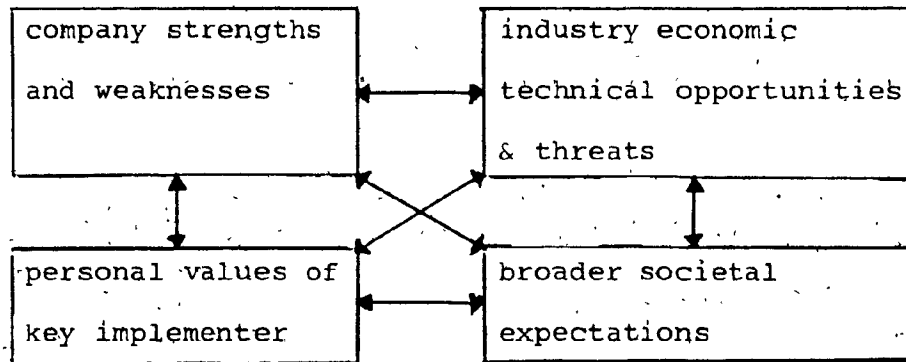 company strengths
and weaknesses
industry economic
technical opportunities
& threats
personal values of
key implementer
broader societal
expectations